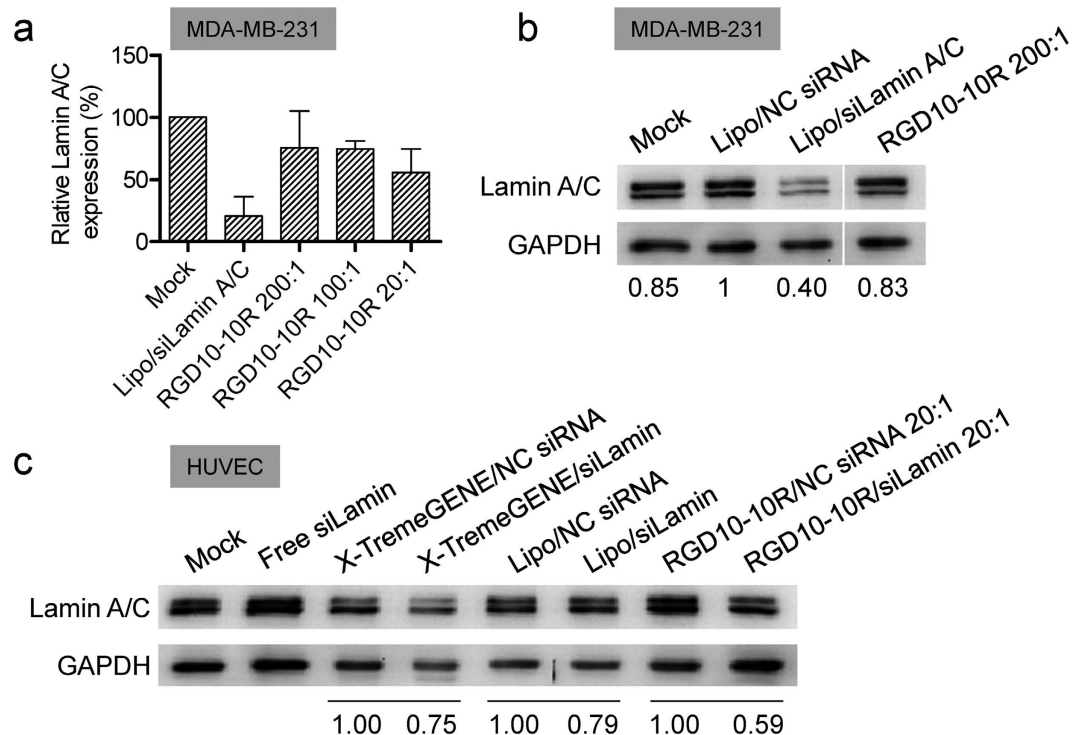 a
MDA-MB-231
Rlative Lamin A/C
expression (%)
150
100
50
0
Mock
Lipo/siLamin A/C
RGD10-10R 200:1
RGD10-10R 100:1
RGD10-10R 20:1
b
MDA-MB-231
Mock
Lipo/NC siRNA
Lipo/siLamin A/C
RGD10-10R 200:1
Lamin A/C
GAPDH
0.85 1 0.40 0.83
c
HUVEC
Mock
Free siLamin
X-TremeGENE/NC siRNA
X-TremeGENE/siLamin
Lipo/NC siRNA
Lipo/siLamin
RGD10-10R/NC siRNA 20:1
RGD10-10R/siLamin 20:1
Lamin A/C
GAPDH
1.00 0.75 1.00 0.79 1.00 0.59